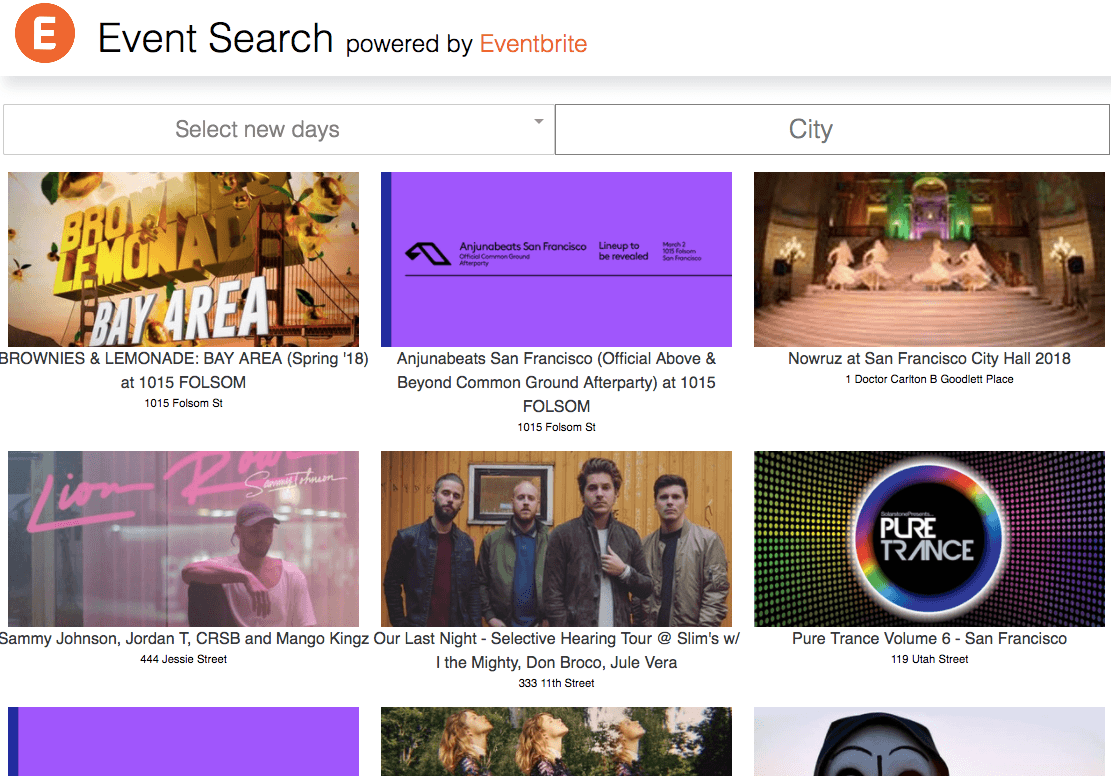 E
Event Search powered by Eventbrite
Select new days
City
BROWNIES
&
LEMONADE
BAY AREA
Anjunabeats San Francisco
Official Common Ground
Afterparty
Lineup to
be revealed
March 2
1015 Folsom
San Francisco
BROWNIES & LEMONADE: BAY AREA (Spring '18)
at 1015 FOLSOM
1015 Folsom St
Anjunabeats San Francisco (Official Above &
Beyond Common Ground Afterparty) at 1015
FOLSOM
1015 Folsom St
Nowruz at San Francisco City Hall 2018
1 Doctor Carlton B Goodlett Place
Lion
Sammy Johnson
Solarstone Presents...
PURE
TRANCE
Sammy Johnson, Jordan T, CRSB and Mango Kingz
444 Jessie Street
Our Last Night - Selective Hearing Tour @ Slim's w/
I the Mighty, Don Broco, Jule Vera
333 11th Street
Pure Trance Volume 6 - San Francisco
119 Utah Street